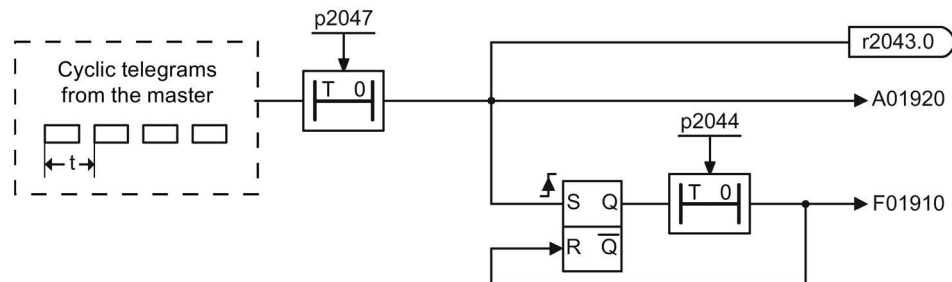 p2047
r2043.0
Cyclic telegrams
from the master
T 0
A01920
t
p2044
S Q
T 0
F01910
R Q̅